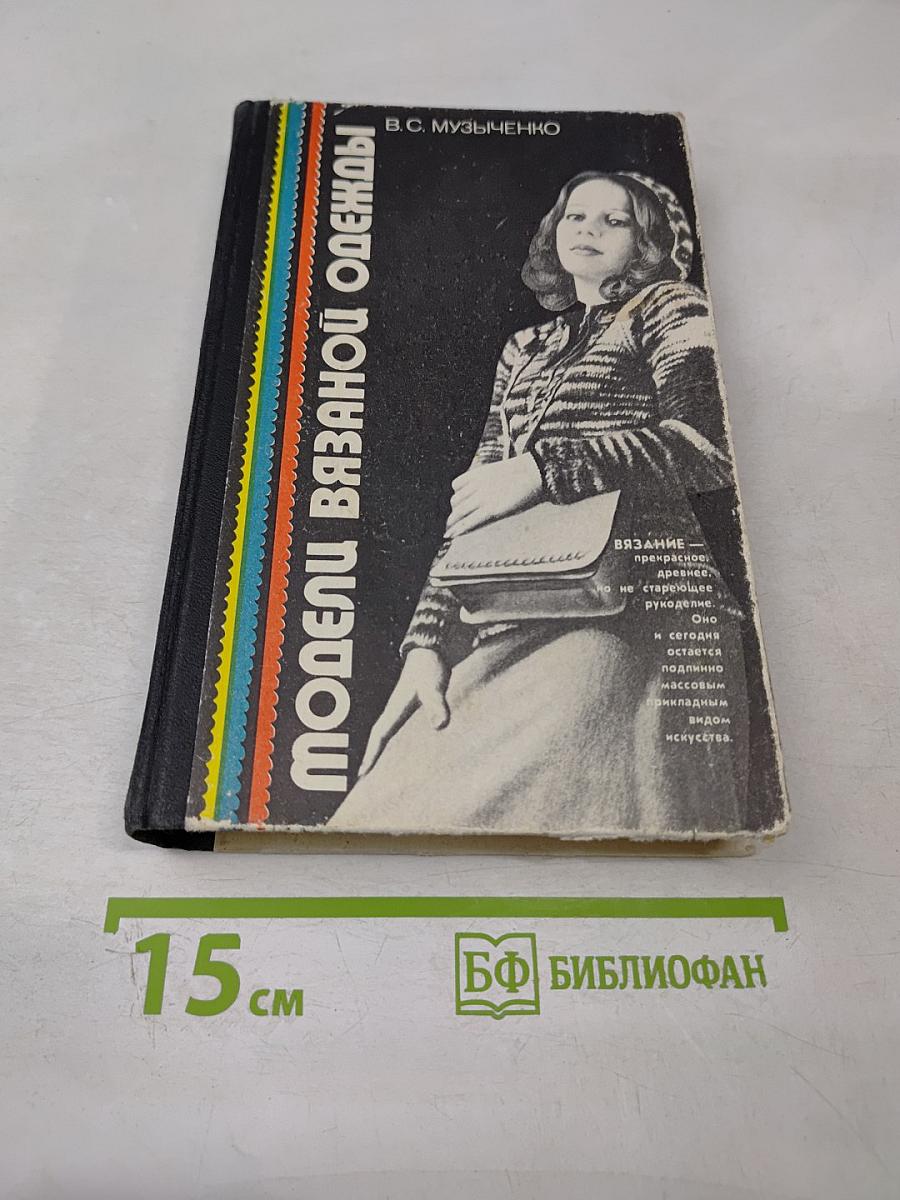 В.С. МУЗЫЧЕНКО
МОДЕЛИ ВЯЗАНОЙ ОДЕЖДЫ
ВЯЗАНИЕ —
прекрасное,
древнее,
но не стареющее
рукоделие.
Оно
и сегодня
остается
подлинно
массовым
прикладным
видом
искусства.
15 см
БФ БИБЛИОФАН